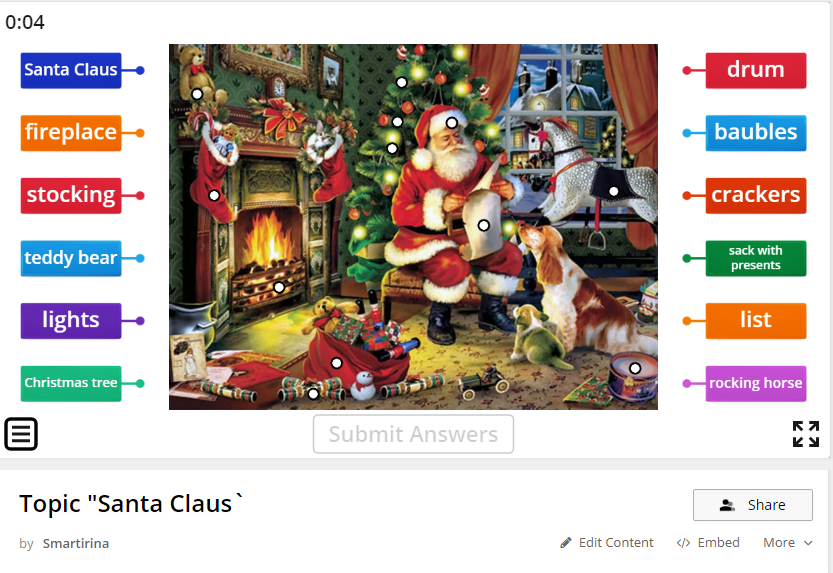 0:04
Santa Claus
fireplace
stocking
teddy bear
lights
Christmas tree
drum
baubles
crackers
sack with
presents
list
rocking horse
Submit Answers
Topic "Santa Claus`
Share
by Smartirina
Edit Content
Embed
More